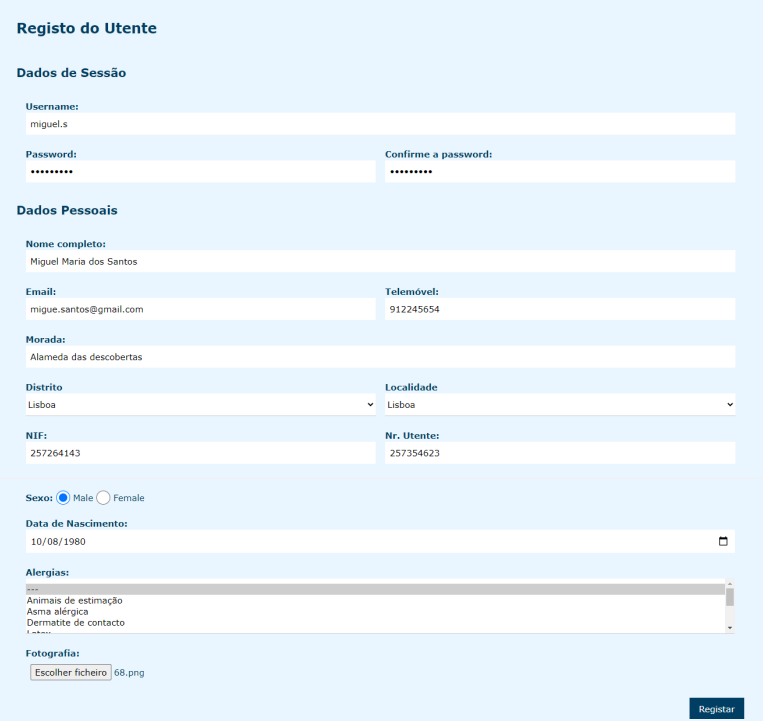 Registo do Utente
Dados de Sessão
Username:
miguel.s
Password: Confirme a password:
••••••••• •••••••••
Dados Pessoais
Nome completo:
Miguel Maria dos Santos
Email: Telemóvel:
migue.santos@gmail.com 912245654
Morada:
Alameda das descobertas
Distrito Localidade
Lisboa Lisboa
NIF: Nr. Utente:
257264143 257354623
Sexo: Male Female
Data de Nascimento:
10/08/1980
Alergias:
---
Animais de estimação
Asma alérgica
Dermatite de contacto
Fotografia:
Escolher ficheiro 68.png
Registar